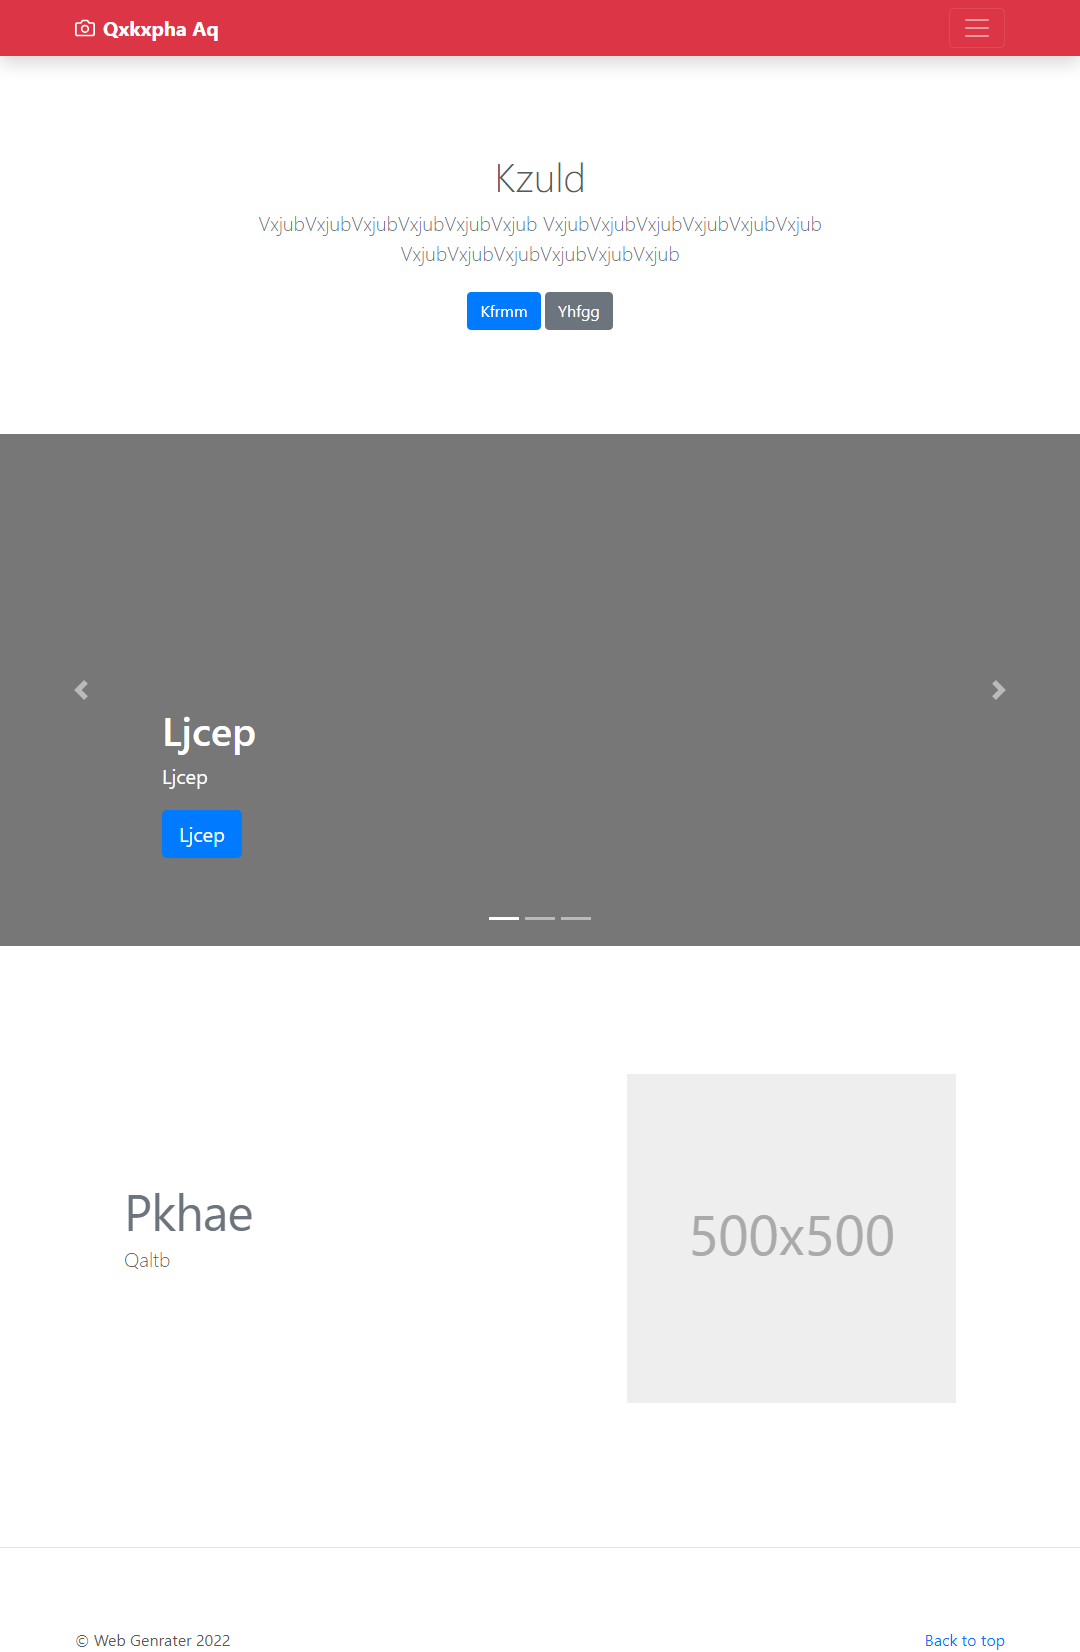 Qxkxpha Aq
Kzuld
VxjubVxjubVxjubVxjubVxjubVxjub VxjubVxjubVxjubVxjubVxjubVxjub
VxjubVxjubVxjubVxjubVxjubVxjub
Kfrmm Yhfgg
Ljcep
Ljcep
Ljcep
Pkhae
Qaltb
500x500
© Web Genrater 2022 Back to top